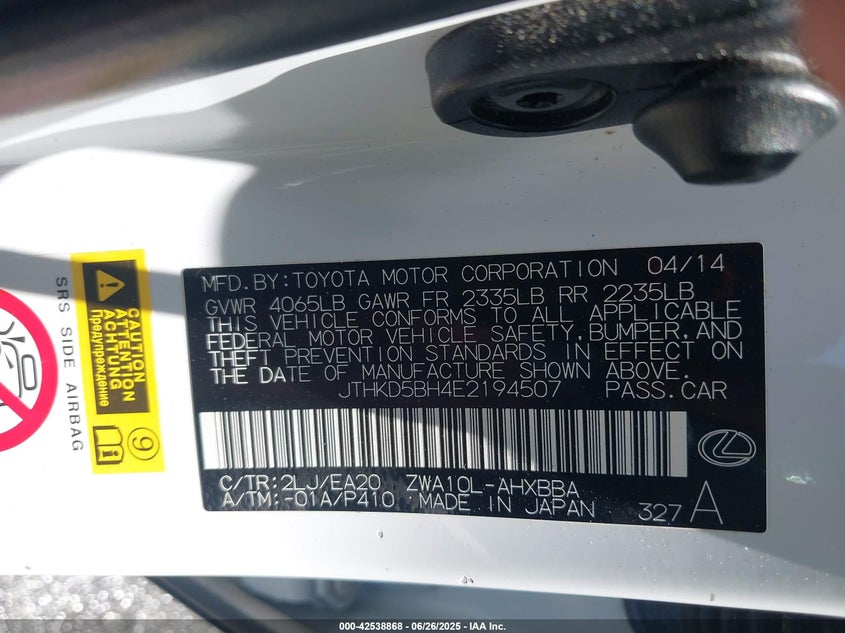 MFD.BY:TOYOTA MOTOR CORPORATION 04/14
GVWR 4065LB GAWR FR 2335LB RR 2235LB
THIS VEHICLE CONFORMS TO ALL APPLICABLE
FEDERAL MOTOR VEHICLE SAFETY,BUMPER,AND
THEFT PREVENTION STANDARDS IN EFFECT ON
THE DATE OF MANUFACTURE SHOWN ABOVE.
JTHKD5BH4E2194507 PASS.CAR
C/TR:2LJ/EA20 ZWA10L-AHXBBA
A/TM:-01A/P410 MADE IN JAPAN 327 A
CAUTION
ATTENTION
ACHTUNG
Предупреждение
9
SRS SIDE AIRBAG
000-42538868 | 06/26/2025 - IAA Inc.